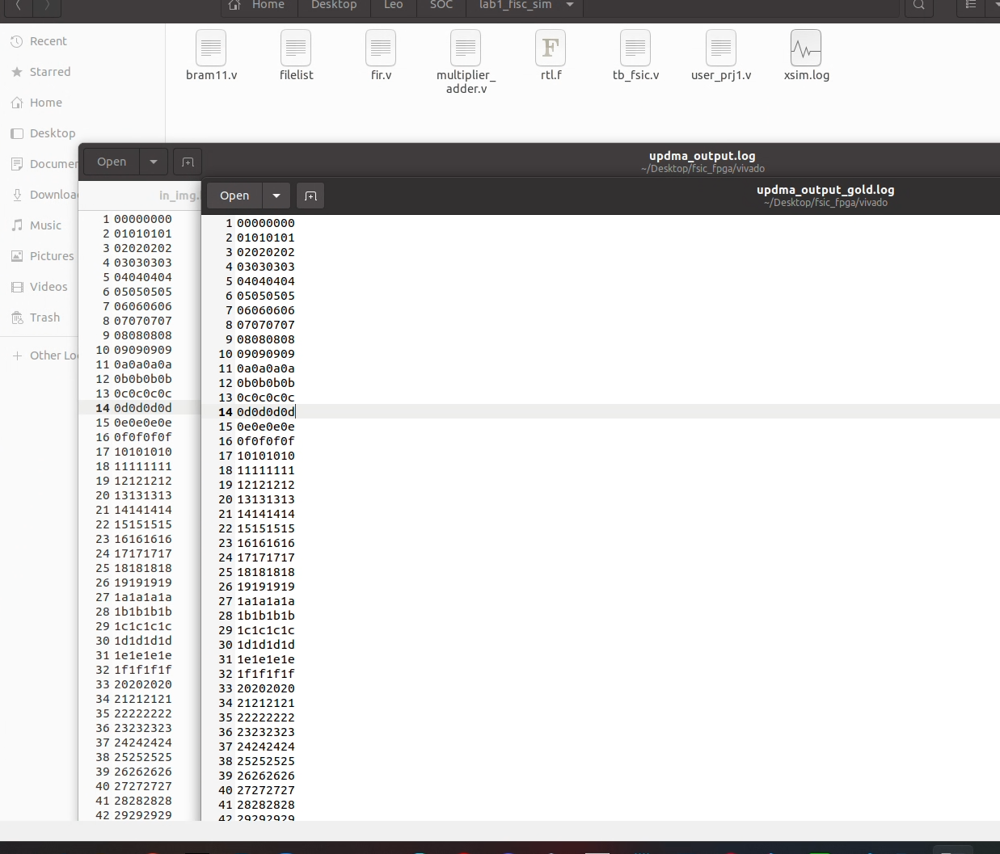 Home Desktop Leo SOC lab1_fisc_sim
Recent
Starred
Home
Desktop
Documen
Downloa
Music
Pictures
Videos
Trash
Other Loc
bram11.v filelist fir.v multiplier_ rtl.f tb_fsic.v user_prj1.v xsim.log
adder.v
Open
updma_output.log
~/Desktop/fsic_fpga/vivado
in_img.
1 00000000
2 01010101
3 02020202
4 03030303
5 04040404
6 05050505
7 06060606
8 07070707
9 08080808
10 09090909
11 0a0a0a0a
12 0b0b0b0b
13 0c0c0c0c
14 0d0d0d0d
15 0e0e0e0e
16 0f0f0f0f
17 10101010
18 11111111
19 12121212
20 13131313
21 14141414
22 15151515
23 16161616
24 17171717
25 18181818
26 19191919
27 1a1a1a1a
28 1b1b1b1b
29 1c1c1c1c
30 1d1d1d1d
31 1e1e1e1e
32 1f1f1f1f
33 20202020
34 21212121
35 22222222
36 23232323
37 24242424
38 25252525
39 26262626
40 27272727
41 28282828
42 29292929
Open
updma_output_gold.log
~/Desktop/fsic_fpga/vivado
1 00000000
2 01010101
3 02020202
4 03030303
5 04040404
6 05050505
7 06060606
8 07070707
9 08080808
10 09090909
11 0a0a0a0a
12 0b0b0b0b
13 0c0c0c0c
14 0d0d0d0d
15 0e0e0e0e
16 0f0f0f0f
17 10101010
18 11111111
19 12121212
20 13131313
21 14141414
22 15151515
23 16161616
24 17171717
25 18181818
26 19191919
27 1a1a1a1a
28 1b1b1b1b
29 1c1c1c1c
30 1d1d1d1d
31 1e1e1e1e
32 1f1f1f1f
33 20202020
34 21212121
35 22222222
36 23232323
37 24242424
38 25252525
39 26262626
40 27272727
41 28282828
42 29292929